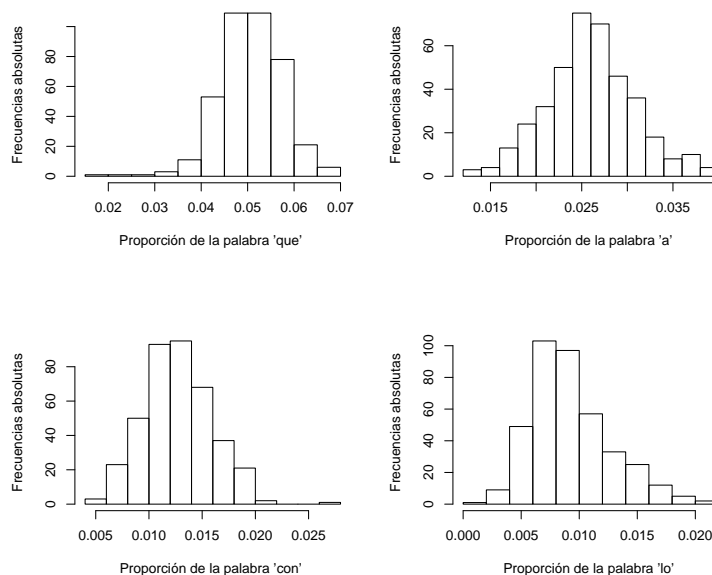 Frecuencias absolutas
0 20 40 60 80
0.02 0.03 0.04 0.05 0.06 0.07
Proporción de la palabra ’que’
Frecuencias absolutas
0 20 40 60
0.015 0.025 0.035
Proporción de la palabra ’a’
Frecuencias absolutas
0 20 40 60 80
0.005 0.010 0.015 0.020 0.025
Proporción de la palabra ’con’
Frecuencias absolutas
0 20 40 60 80 100
0.000 0.005 0.010 0.015 0.020
Proporción de la palabra ’lo’